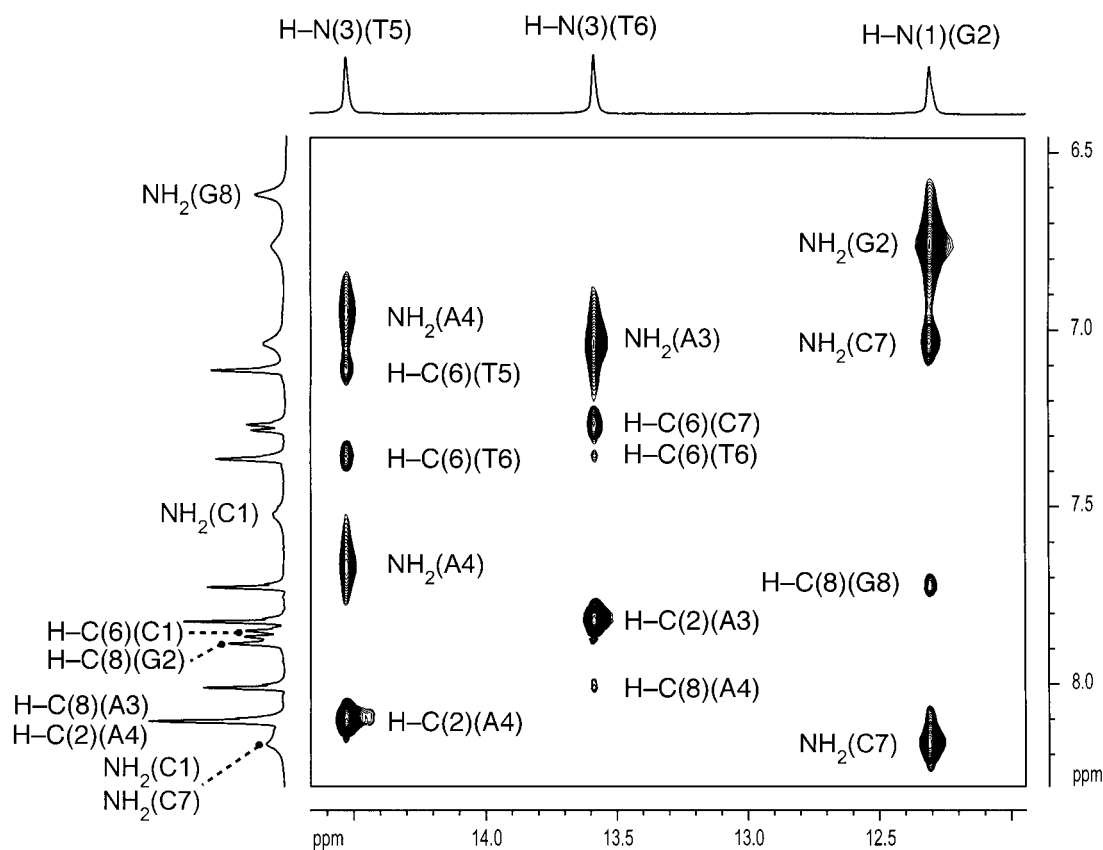 H–N(3)(T5)
H–N(3)(T6)
H–N(1)(G2)
NH2(G8)
NH2(C1)
H–C(6)(C1)
H–C(8)(G2)
H–C(8)(A3)
H–C(2)(A4)
NH2(C1)
NH2(C7)
NH2(A4)
H–C(6)(T5)
H–C(6)(T6)
NH2(A4)
H–C(2)(A4)
NH2(A3)
H–C(6)(C7)
H–C(6)(T6)
H–C(2)(A3)
H–C(8)(A4)
NH2(G2)
NH2(C7)
H–C(8)(G8)
NH2(C7)
6.5
7.0
7.5
8.0
ppm
ppm 14.0 13.5 13.0 12.5